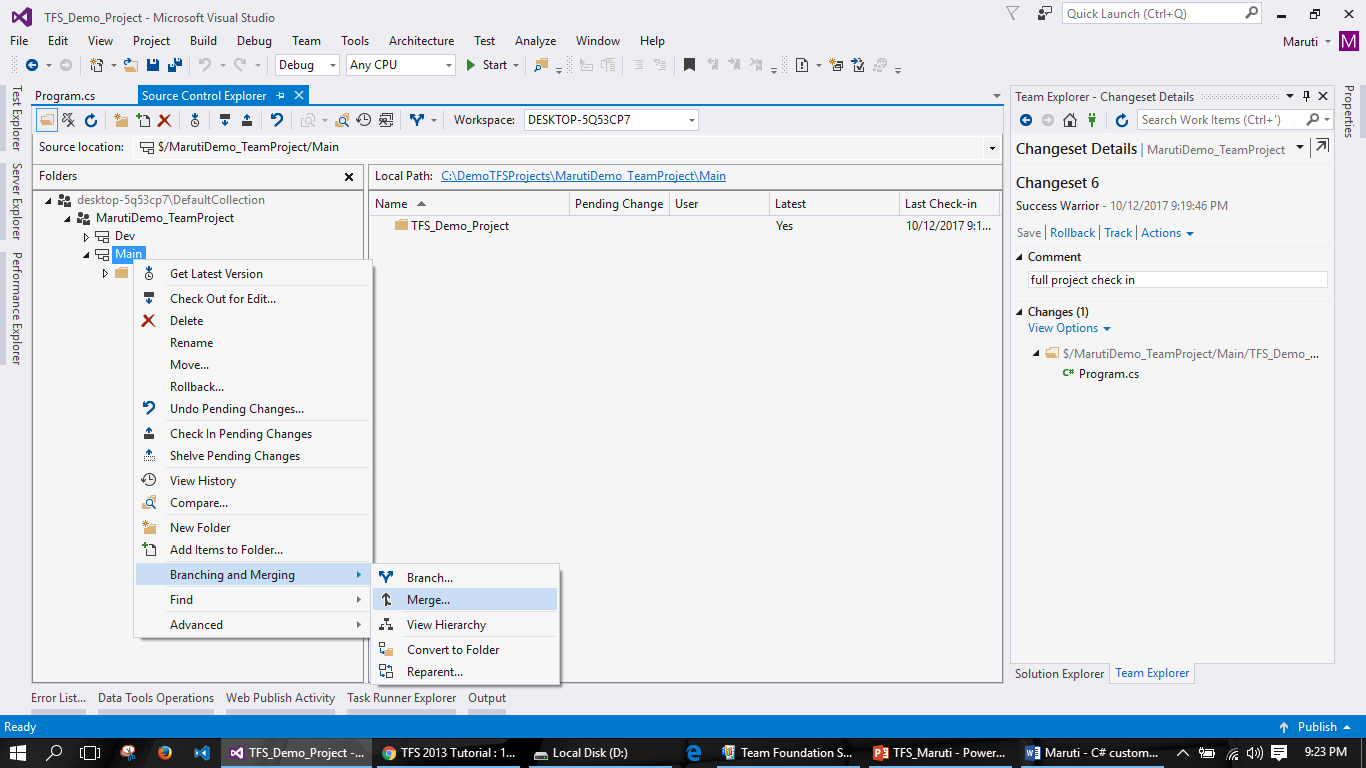 TFS_Demo_Project - Microsoft Visual Studio
Quick Launch (Ctrl+Q)
File Edit View Project Build Debug Team Tools Architecture Test Analyze Window Help
Maruti M
Debug Any CPU Start
Test Explorer
Server Explorer
Performance Explorer
Program.cs
Source Control Explorer
Workspace: DESKTOP-5Q53CP7
Source location: $/MarutiDemo_TeamProject/Main
Folders
desktop-5q53cp7\DefaultCollection
MarutiDemo_TeamProject
Dev
Main
Get Latest Version
Check Out for Edit...
Delete
Rename
Move...
Rollback...
Undo Pending Changes...
Check In Pending Changes
Shelve Pending Changes
View History
Compare...
New Folder
Add Items to Folder...
Branching and Merging
Find
Advanced
Branch...
Merge...
View Hierarchy
Convert to Folder
Reparent...
Local Path: C:\DemoTFSProjects\MarutiDemo_TeamProject\Main
Name Pending Change User Latest Last Check-in
TFS_Demo_Project Yes 10/12/2017 9:1...
Team Explorer - Changeset Details
Search Work Items (Ctrl+')
Changeset Details | MarutiDemo_TeamProject
Changeset 6
Success Warrior - 10/12/2017 9:19:46 PM
Save | Rollback | Track | Actions
Comment
full project check in
Changes (1)
View Options
$/MarutiDemo_TeamProject/Main/TFS_Demo_...
C# Program.cs
Solution Explorer Team Explorer
Properties
Error List... Data Tools Operations Web Publish Activity Task Runner Explorer Output
Ready
Publish
TFS_Demo_Project -... TFS 2013 Tutorial : 1... Local Disk (D:) Team Foundation S... TFS_Maruti - Power... Maruti - C# custom... 9:23 PM